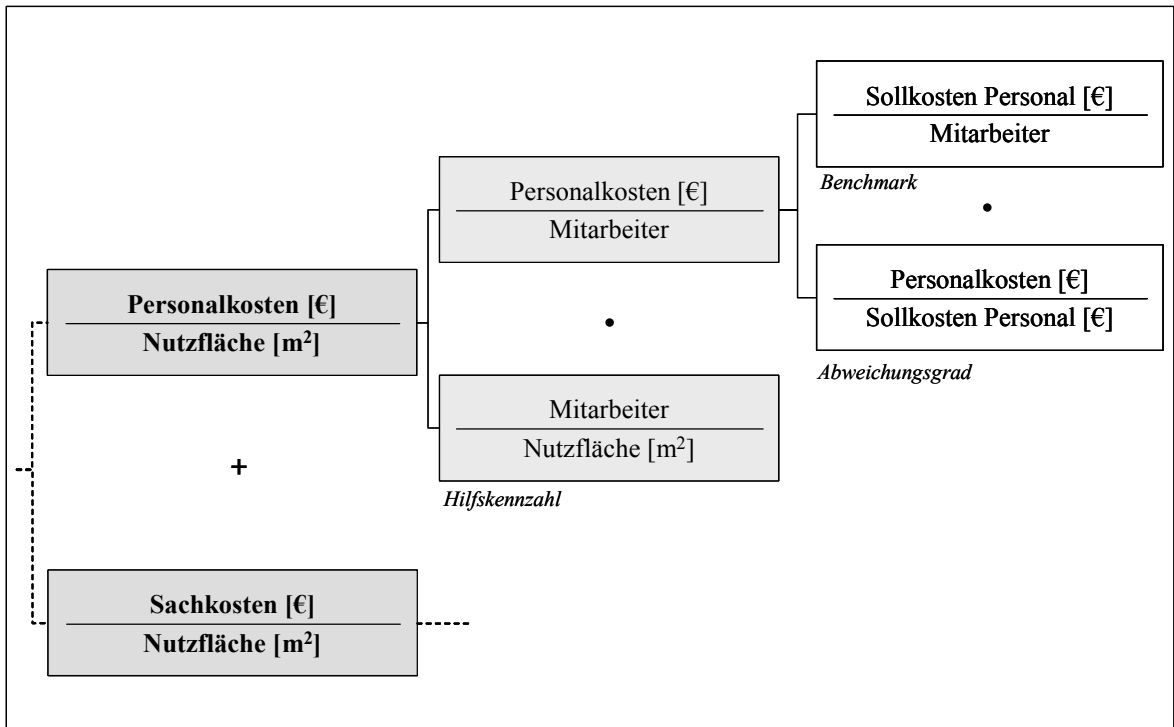 Sollkosten Personal [€]
Mitarbeiter
Benchmark
•
Personalkosten [€]
Sollkosten Personal [€]
Abweichungsgrad
Personalkosten [€]
Mitarbeiter
•
Mitarbeiter
Nutzfläche [m²]
Hilfskennzahl
Personalkosten [€]
Nutzfläche [m²]
+
Sachkosten [€]
Nutzfläche [m²]